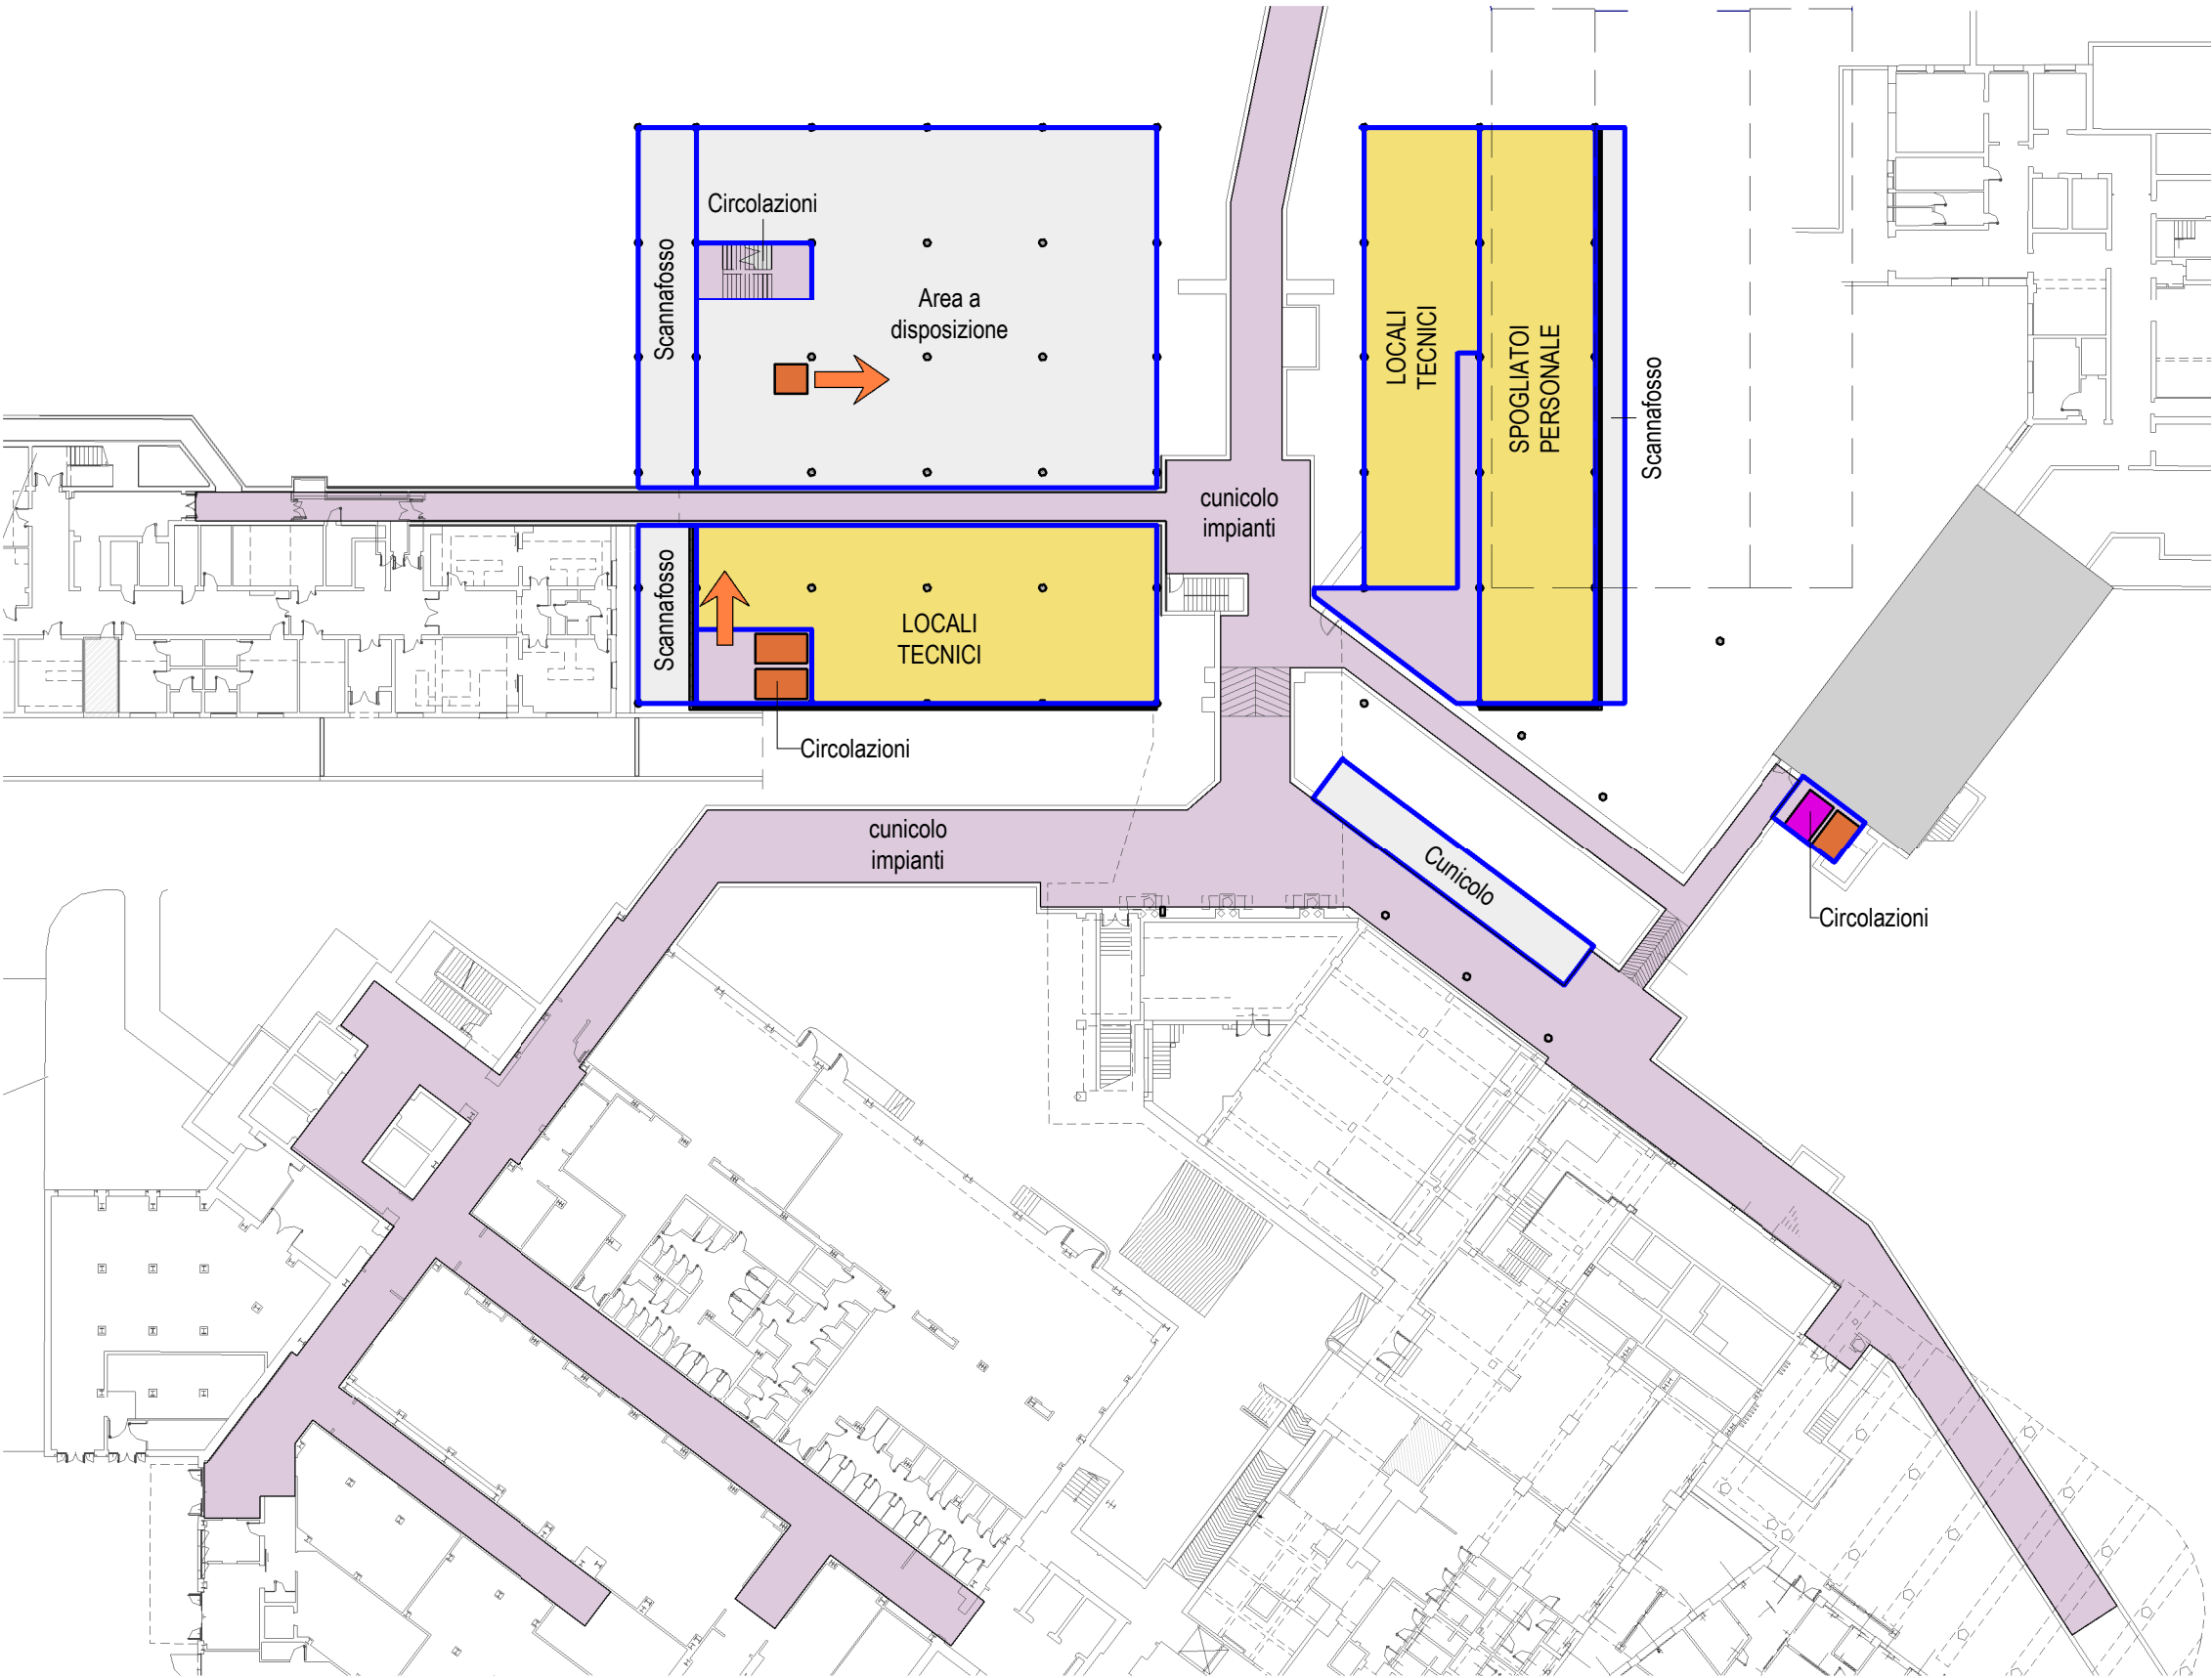 Circolazioni
Scannafosso
Area a
disposizione
LOCALI
TECNICI
SPOGLIATOI
PERSONALE
Scannafosso
cunicolo
impianti
Scannafosso
LOCALI
TECNICI
Circolazioni
cunicolo
impianti
Cunicolo
Circolazioni